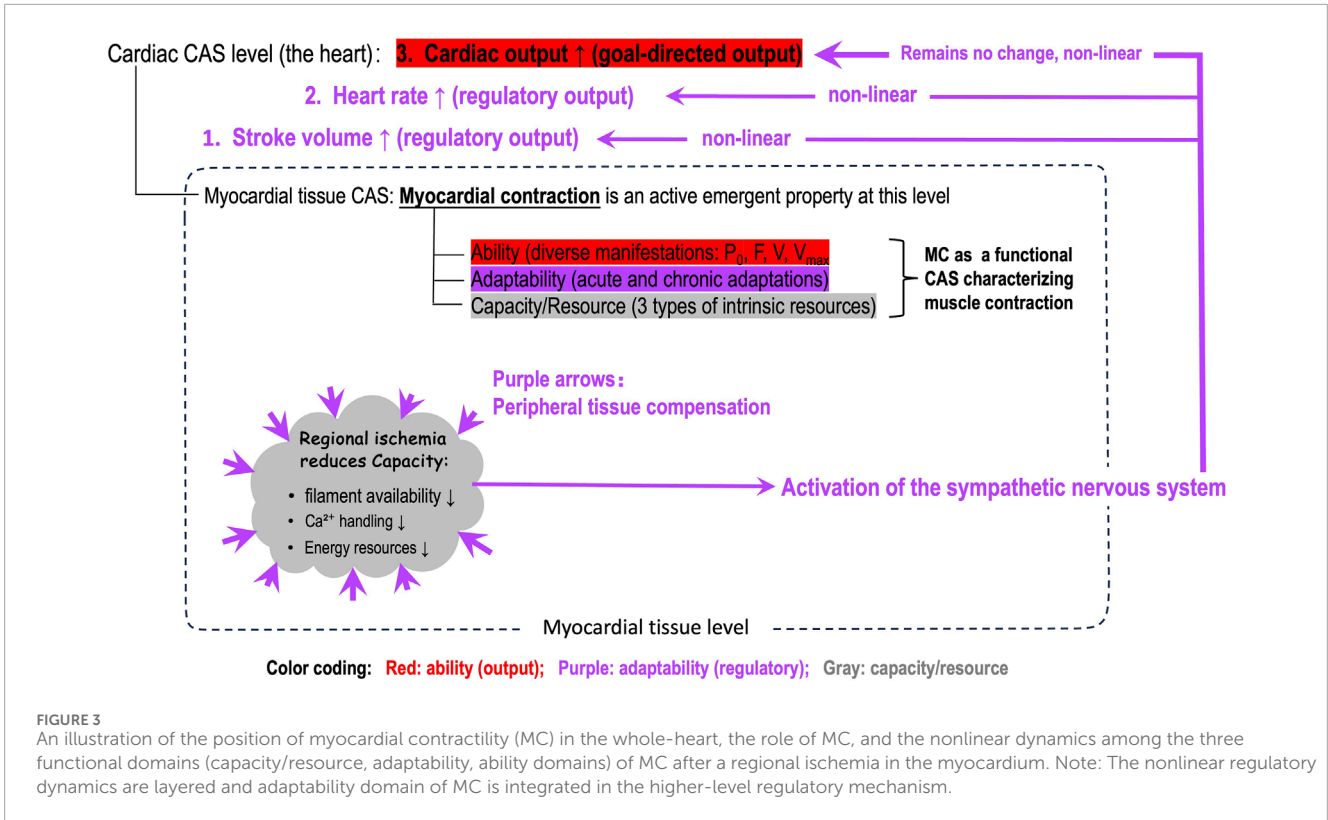 Cardiac CAS level (the heart): 3. Cardiac output ↑ (goal-directed output) Remains no change, non-linear
2. Heart rate ↑ (regulatory output) non-linear
1. Stroke volume ↑ (regulatory output) non-linear
Myocardial tissue CAS: Myocardial contraction is an active emergent property at this level
Ability (diverse manifestations: P₀, F, V, Vmax
Adaptability (acute and chronic adaptations)
Capacity/Resource (3 types of intrinsic resources)
MC as a functional
CAS characterizing
muscle contraction
Purple arrows:
Peripheral tissue compensation
Regional ischemia
reduces Capacity:
• filament availability ↓
• Ca²⁺ handling ↓
• Energy resources ↓
Activation of the sympathetic nervous system
Myocardial tissue level
Color coding: Red: ability (output); Purple: adaptability (regulatory); Gray: capacity/resource
FIGURE 3
An illustration of the position of myocardial contractility (MC) in the whole-heart, the role of MC, and the nonlinear dynamics among the three
functional domains (capacity/resource, adaptability, ability domains) of MC after a regional ischemia in the myocardium. Note: The nonlinear regulatory
dynamics are layered and adaptability domain of MC is integrated in the higher-level regulatory mechanism.